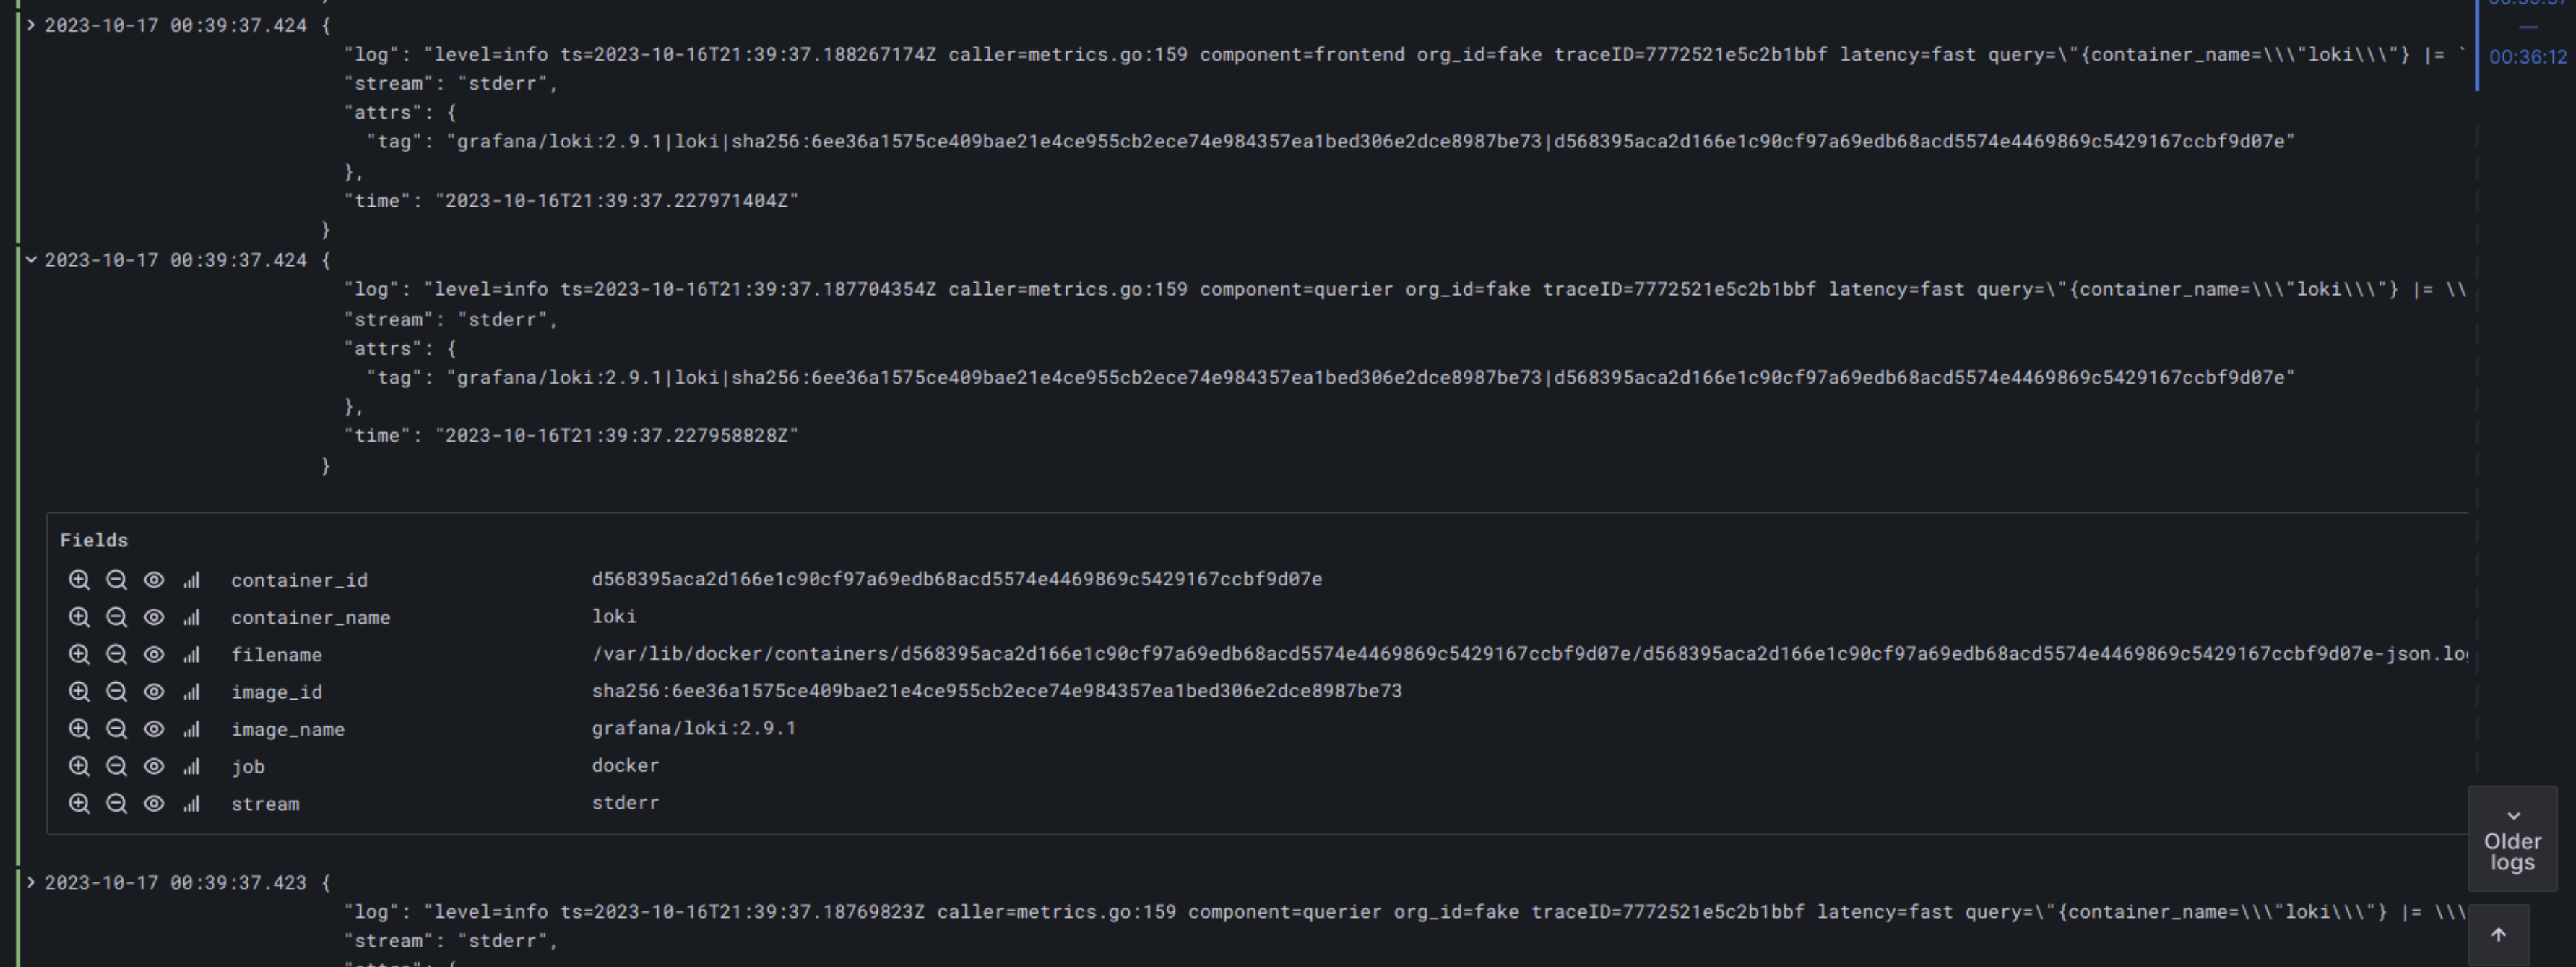 00:36:12
2023-10-17 00:39:37.424 {
"log": "level=info ts=2023-10-16T21:39:37.188267174Z caller=metrics.go:159 component=frontend org_id=fake traceID=7772521e5c2b1bbf latency=fast query=\"{container_name=\\\"loki\\\"} |= `
"stream": "stderr",
"attrs": {
"tag": "grafana/loki:2.9.1|loki|sha256:6ee36a1575ce409bae21e4ce955cb2ece74e984357ea1bed306e2dce8987be73|d568395aca2d166e1c90cf97a69edb68acd5574e4469869c5429167ccbf9d07e"
},
"time": "2023-10-16T21:39:37.227971404Z"
}
2023-10-17 00:39:37.424 {
"log": "level=info ts=2023-10-16T21:39:37.187704354Z caller=metrics.go:159 component=querier org_id=fake traceID=7772521e5c2b1bbf latency=fast query=\"{container_name=\\\"loki\\\"} |= \\
"stream": "stderr",
"attrs": {
"tag": "grafana/loki:2.9.1|loki|sha256:6ee36a1575ce409bae21e4ce955cb2ece74e984357ea1bed306e2dce8987be73|d568395aca2d166e1c90cf97a69edb68acd5574e4469869c5429167ccbf9d07e"
},
"time": "2023-10-16T21:39:37.227958828Z"
}
Fields
container_id d568395aca2d166e1c90cf97a69edb68acd5574e4469869c5429167ccbf9d07e
container_name loki
filename /var/lib/docker/containers/d568395aca2d166e1c90cf97a69edb68acd5574e4469869c5429167ccbf9d07e/d568395aca2d166e1c90cf97a69edb68acd5574e4469869c5429167ccbf9d07e-json.log
image_id sha256:6ee36a1575ce409bae21e4ce955cb2ece74e984357ea1bed306e2dce8987be73
image_name grafana/loki:2.9.1
job docker
stream stderr
Older
logs
2023-10-17 00:39:37.423 {
"log": "level=info ts=2023-10-16T21:39:37.18769823Z caller=metrics.go:159 component=querier org_id=fake traceID=7772521e5c2b1bbf latency=fast query=\"{container_name=\\\"loki\\\"} |= \\\
"stream": "stderr",